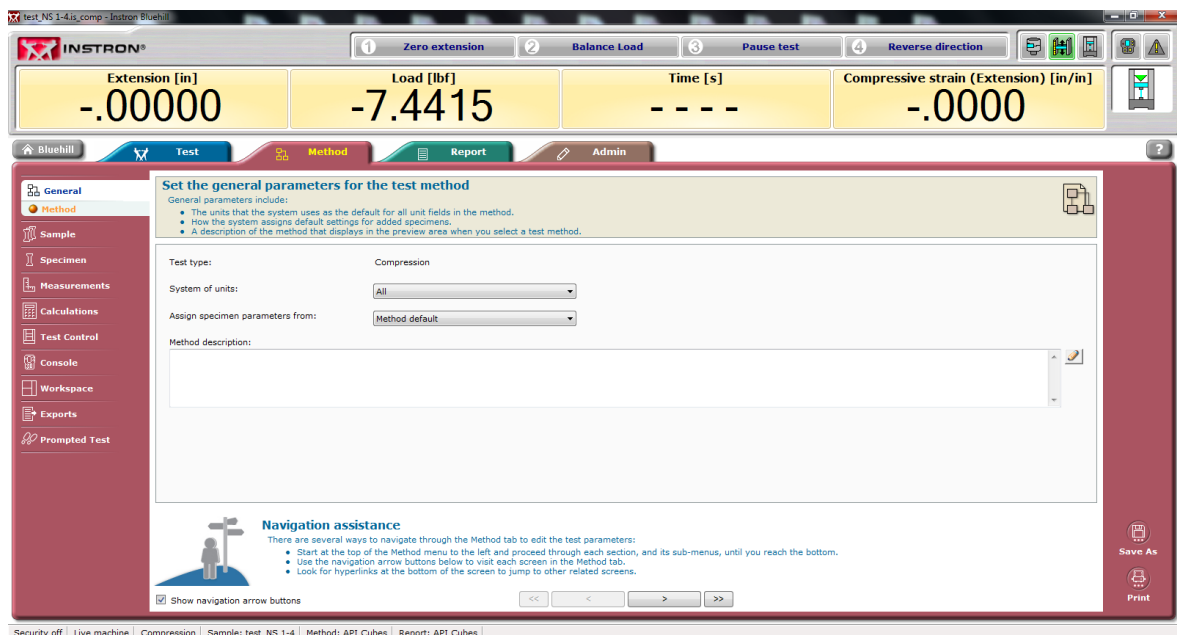 test_NS 1-4.is_comp - Instron Bluehill
INSTRON®
1 Zero extension
2 Balance Load
3 Pause test
4 Reverse direction
Extension [in]
-.00000
Load [lbf]
-7.4415
Time [s]
- - - -
Compressive strain (Extension) [in/in]
-.0000
Bluehill
Test
Method
Report
Admin
?
General
Method
Sample
Specimen
Measurements
Calculations
Test Control
Console
Workspace
Exports
Prompted Test
Set the general parameters for the test method
General parameters include:
• The units that the system uses as the default for all unit fields in the method.
• How the system assigns default settings for added specimens.
• A description of the method that displays in the preview area when you select a test method.
Test type: Compression
System of units: All
Assign specimen parameters from: Method default
Method description:
Navigation assistance
There are several ways to navigate through the Method tab to edit the test parameters:
• Start at the top of the Method menu to the left and proceed through each section, and its sub-menus, until you reach the bottom.
• Use the navigation arrow buttons below to visit each screen in the Method tab.
• Look for hyperlinks at the bottom of the screen to jump to other related screens.
Show navigation arrow buttons
<< < > >>
Save As
Print
Security off Live machine Compression Sample: test_NS 1-4 Method: API Cubes Report: API Cubes